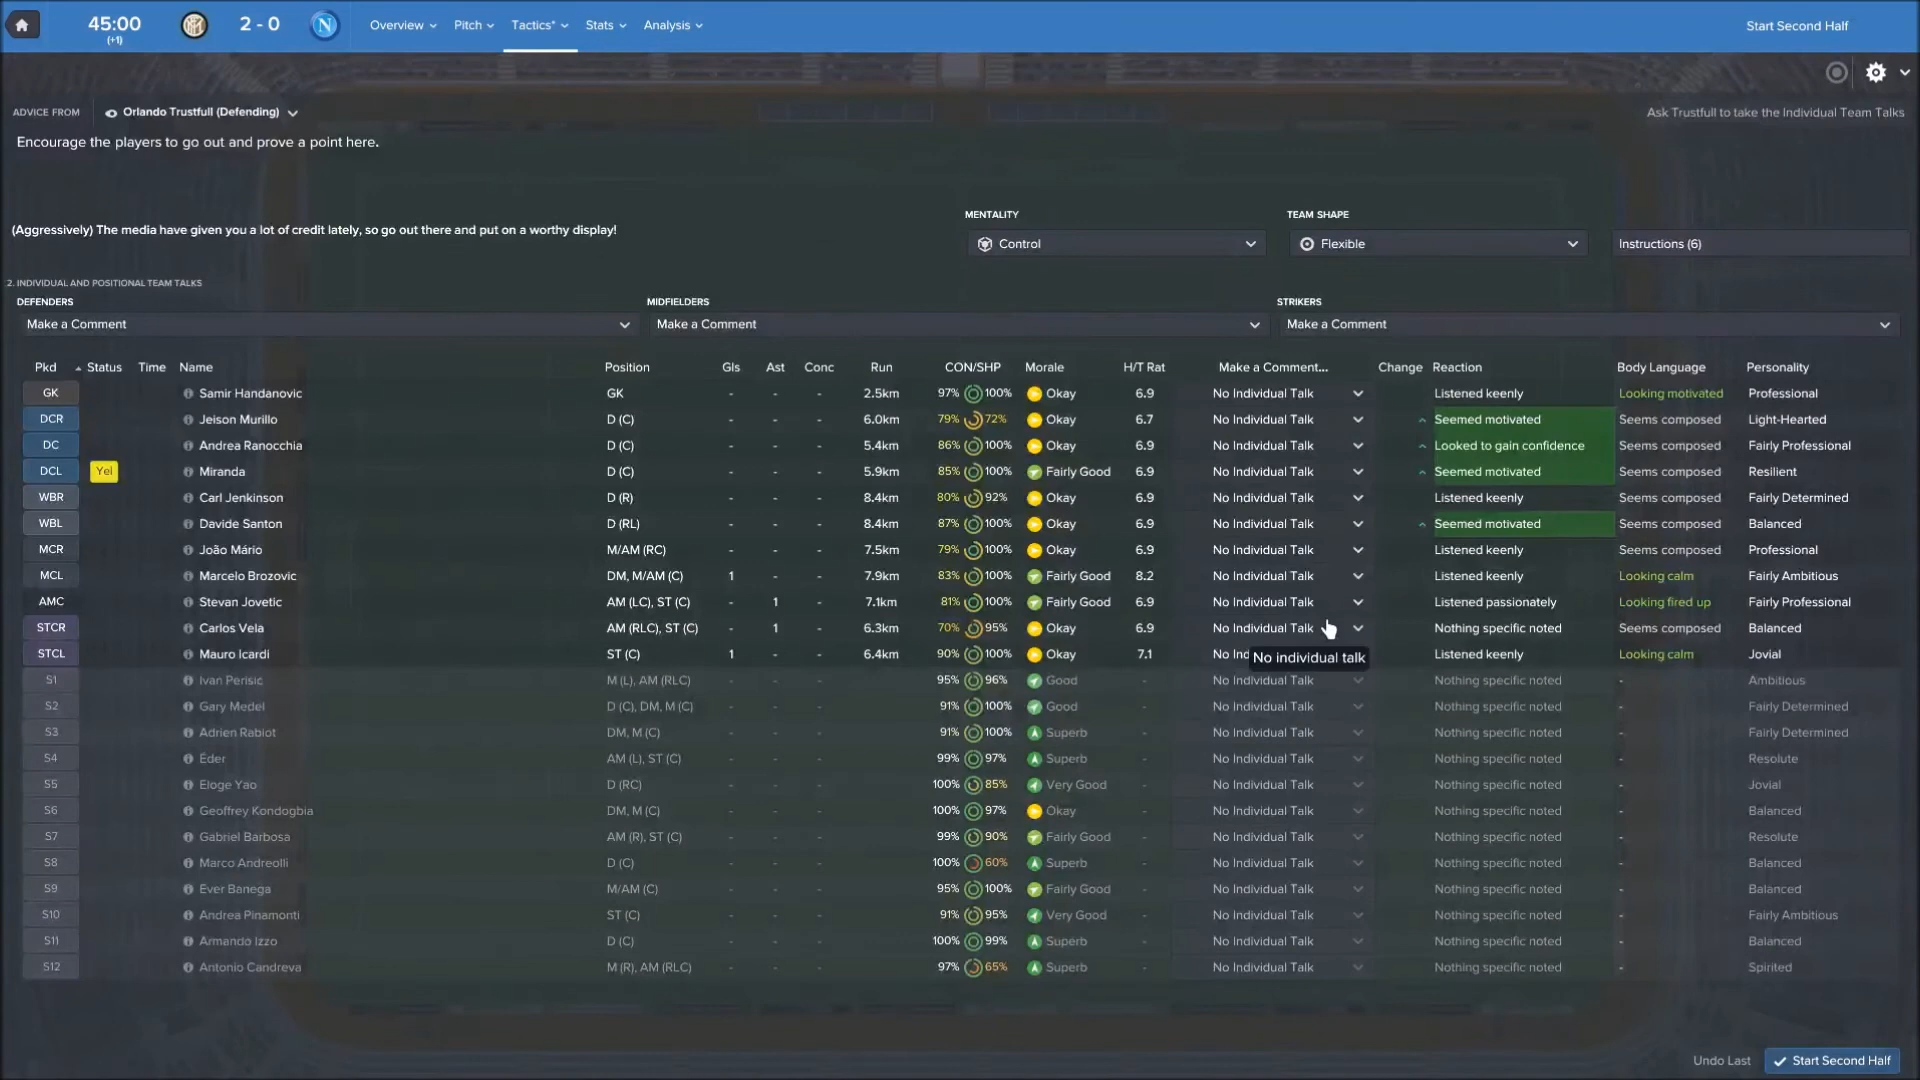 45:00 2 - 0 N Overview Pitch Tactics* Stats Analysis Start Second Half
(+1)
ADVICE FROM Orlando Trustfull (Defending) Ask Trustfull to take the Individual Team Talks
Encourage the players to go out and prove a point here.
MENTALITY TEAM SHAPE
(Aggressively) The media have given you a lot of credit lately, so go out there and put on a worthy display!
Control Flexible Instructions (6)
2. INDIVIDUAL AND POSITIONAL TEAM TALKS
DEFENDERS MIDFIELDERS STRIKERS
Make a Comment Make a Comment Make a Comment
Pkd Status Time Name Position Gls Ast Conc Run CON/SHP Morale H/T Rat Make a Comment... Change Reaction Body Language Personality
GK Samir Handanovic GK - - - 2.5km 97% 100% Okay 6.9 No Individual Talk Listened keenly Looking motivated Professional
DCR Jeison Murillo D (C) - - - 6.0km 79% 72% Okay 6.7 No Individual Talk Seemed motivated Seems composed Light-Hearted
DC Andrea Ranocchia D (C) - - - 5.4km 86% 100% Okay 6.9 No Individual Talk Looked to gain confidence Seems composed Fairly Professional
DCL Yel Miranda D (C) - - - 5.9km 85% 100% Fairly Good 6.9 No Individual Talk Seemed motivated Seems composed Resilient
WBR Carl Jenkinson D (R) - - - 8.4km 80% 92% Okay 6.9 No Individual Talk Listened keenly Seems composed Fairly Determined
WBL Davide Santon D (RL) - - - 8.4km 87% 100% Okay 6.9 No Individual Talk Seemed motivated Seems composed Balanced
MCR João Mário M/AM (RC) - - - 7.5km 79% 100% Okay 6.9 No Individual Talk Listened keenly Seems composed Professional
MCL Marcelo Brozovic DM, M/AM (C) 1 - - 7.9km 83% 100% Fairly Good 8.2 No Individual Talk Listened keenly Looking calm Fairly Ambitious
AMC Stevan Jovetic AM (LC), ST (C) - 1 - 7.1km 81% 100% Fairly Good 6.9 No Individual Talk Listened passionately Looking fired up Fairly Professional
STCR Carlos Vela AM (RLC), ST (C) - 1 - 6.3km 70% 95% Okay 6.9 No Individual Talk Nothing specific noted Seems composed Balanced
STCL Mauro Icardi ST (C) 1 - - 6.4km 90% 100% Okay 7.1 No Ind No individual talk Listened keenly Looking calm Jovial
S1 Ivan Perisic M (L), AM (RLC) - - - 95% 96% Good - No Individual Talk Nothing specific noted - Ambitious
S2 Gary Medel D (C), DM, M (C) - - - 91% 100% Good - No Individual Talk Nothing specific noted - Fairly Determined
S3 Adrien Rabiot DM, M (C) - - - 91% 100% Superb - No Individual Talk Nothing specific noted - Fairly Determined
S4 Éder AM (L), ST (C) - - - 99% 97% Superb - No Individual Talk Nothing specific noted - Resolute
S5 Eloge Yao D (RC) - - - 100% 85% Very Good - No Individual Talk Nothing specific noted - Jovial
S6 Geoffrey Kondogbia DM, M (C) - - - 100% 97% Okay - No Individual Talk Nothing specific noted - Balanced
S7 Gabriel Barbosa AM (R), ST (C) - - - 99% 90% Fairly Good - No Individual Talk Nothing specific noted - Resolute
S8 Marco Andreolli D (C) - - - 100% 60% Superb - No Individual Talk Nothing specific noted - Balanced
S9 Ever Banega M/AM (C) - - - 95% 100% Fairly Good - No Individual Talk Nothing specific noted - Balanced
S10 Andrea Pinamonti ST (C) - - - 91% 95% Very Good - No Individual Talk Nothing specific noted - Fairly Ambitious
S11 Armando Izzo D (C) - - - 100% 99% Superb - No Individual Talk Nothing specific noted - Balanced
S12 Antonio Candreva M (R), AM (RLC) - - - 97% 65% Superb - No Individual Talk Nothing specific noted - Spirited
Undo Last Start Second Half